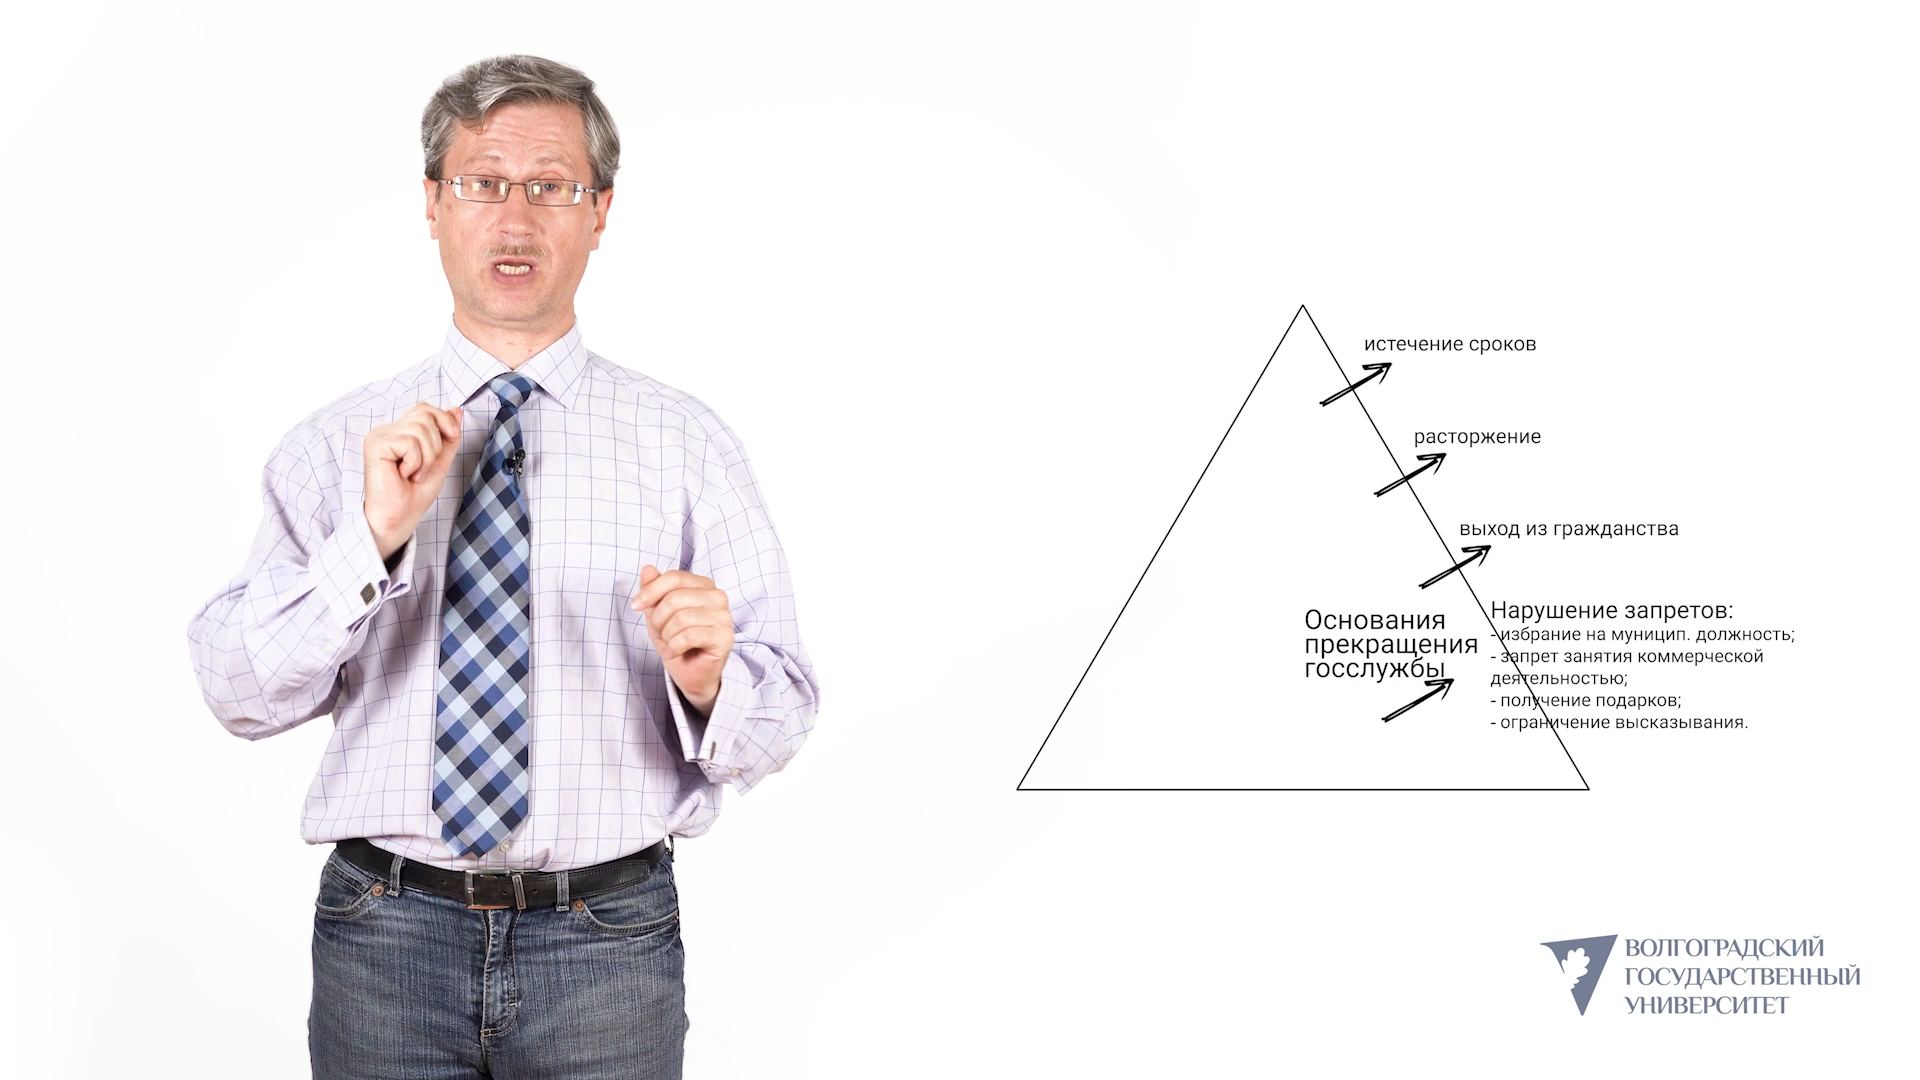 истечение сроков
расторжение
выход из гражданства
Основания
прекращения
госслужбы
Нарушение запретов:
- избрание на муницип. должность;
- запрет занятия коммерческой
деятельностью;
- получение подарков;
- ограничение высказывания.
ВОЛГОГРАДСКИЙ
ГОСУДАРСТВЕННЫЙ
УНИВЕРСИТЕТ